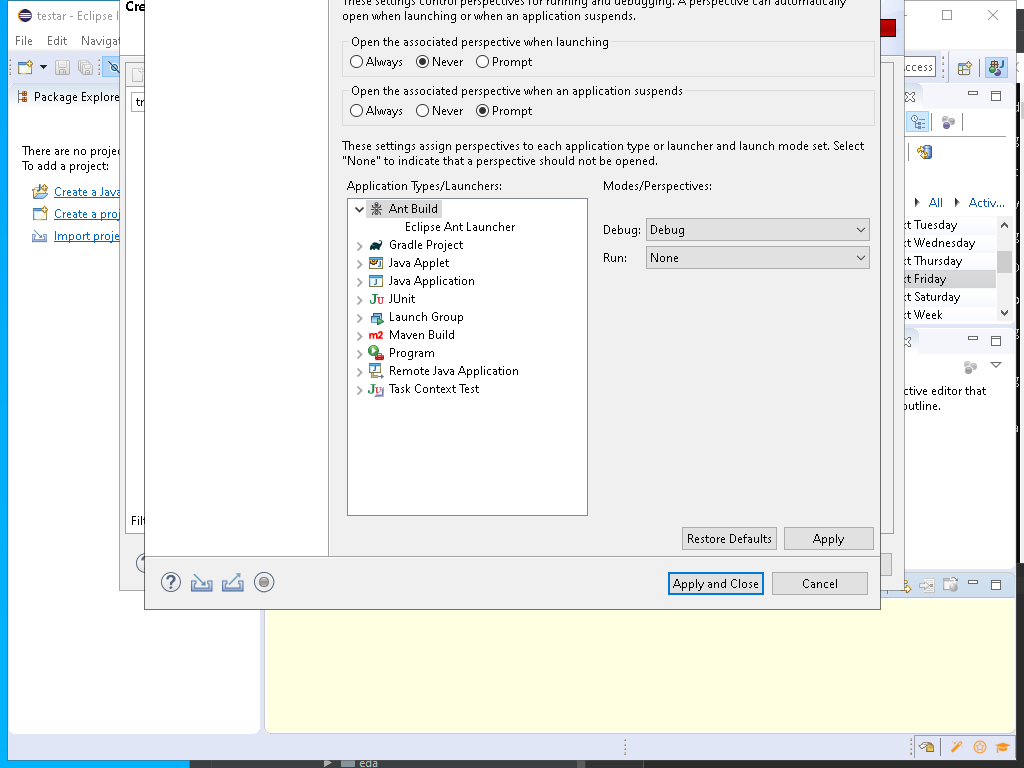 testar - Eclipse I
Cre
File Edit Navigat
These settings control perspectives for running and debugging. A perspective can automatically
open when launching or when an application suspends.
Open the associated perspective when launching
Always Never Prompt
Open the associated perspective when an application suspends
Always Never Prompt
These settings assign perspectives to each application type or launcher and launch mode set. Select
"None" to indicate that a perspective should not be opened.
Application Types/Launchers:
Modes/Perspectives:
Ant Build
Eclipse Ant Launcher
Gradle Project
Java Applet
Java Application
JUnit
Launch Group
Maven Build
Program
Remote Java Application
Task Context Test
Debug: Debug
Run: None
Restore Defaults Apply
Apply and Close Cancel
Package Explore
There are no projec
To add a project:
Create a Java
Create a proj
Import proje
Filt
ccess
All Activ...
xt Tuesday
xt Wednesday
xt Thursday
xt Friday
xt Saturday
xt Week
ctive editor that
outline.
eda